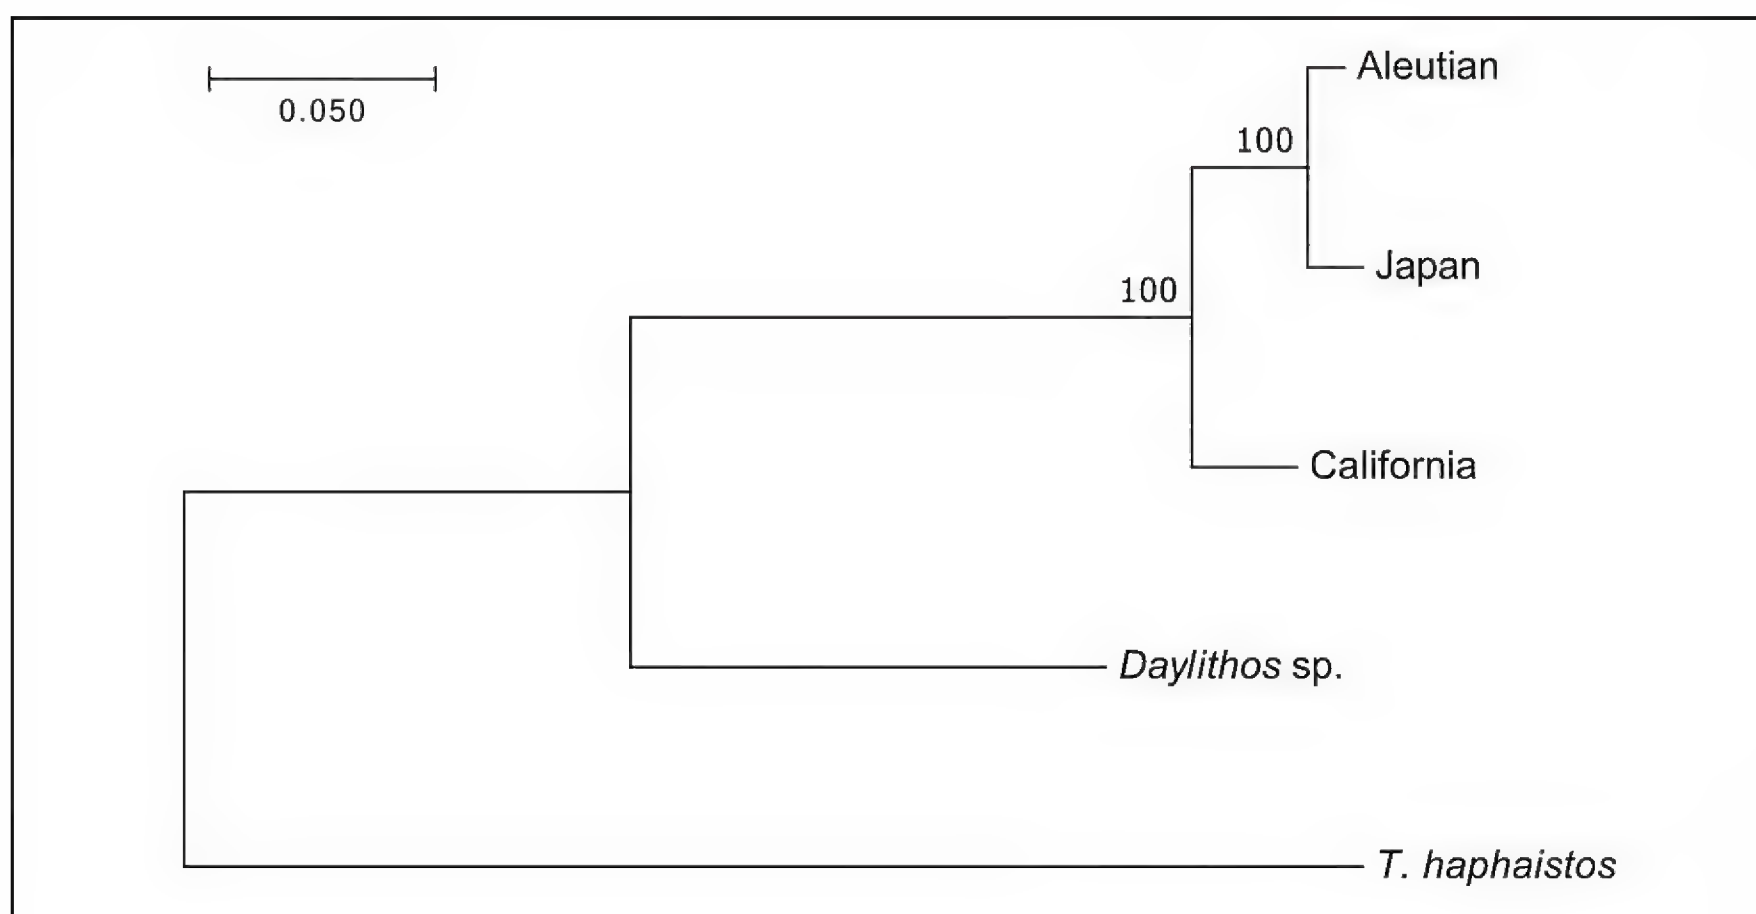 Aleutian
0.050
100
Japan
100
California
Daylithos sp.
T. haphaistos